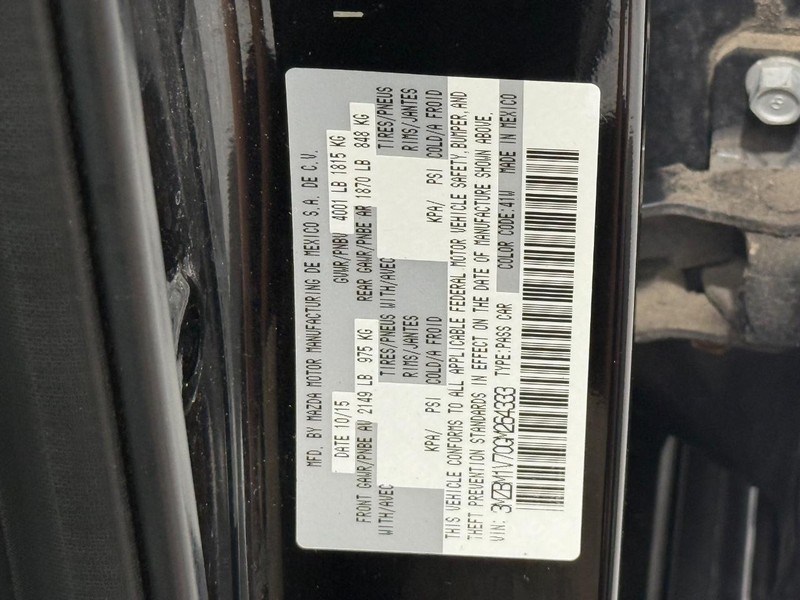 MFD. BY MAZDA MOTOR MANUFACTURING DE MEXICO S.A. DE C.V.
DATE 10/15 GVWR/PNBV 4001 LB 1815 KG
FRONT GAWR/PNBE AV 2149 LB 975 KG REAR GAWR/PNBE AR 1870 LB 848 KG
WITH/AVEC TIRES/PNEUS WITH/AVEC TIRES/PNEUS
RIMS/JANTES RIMS/JANTES
KPA/ PSI COLD/A FROID KPA/ PSI COLD/A FROID
THIS VEHICLE CONFORMS TO ALL APPLICABLE FEDERAL MOTOR VEHICLE SAFETY, BUMPER, AND
THEFT PREVENTION STANDARDS IN EFFECT ON THE DATE OF MANUFACTURE SHOWN ABOVE.
VIN: 3MZBM1V70GM264333 TYPE:PASS CAR COLOR CODE:41W MADE IN MEXICO